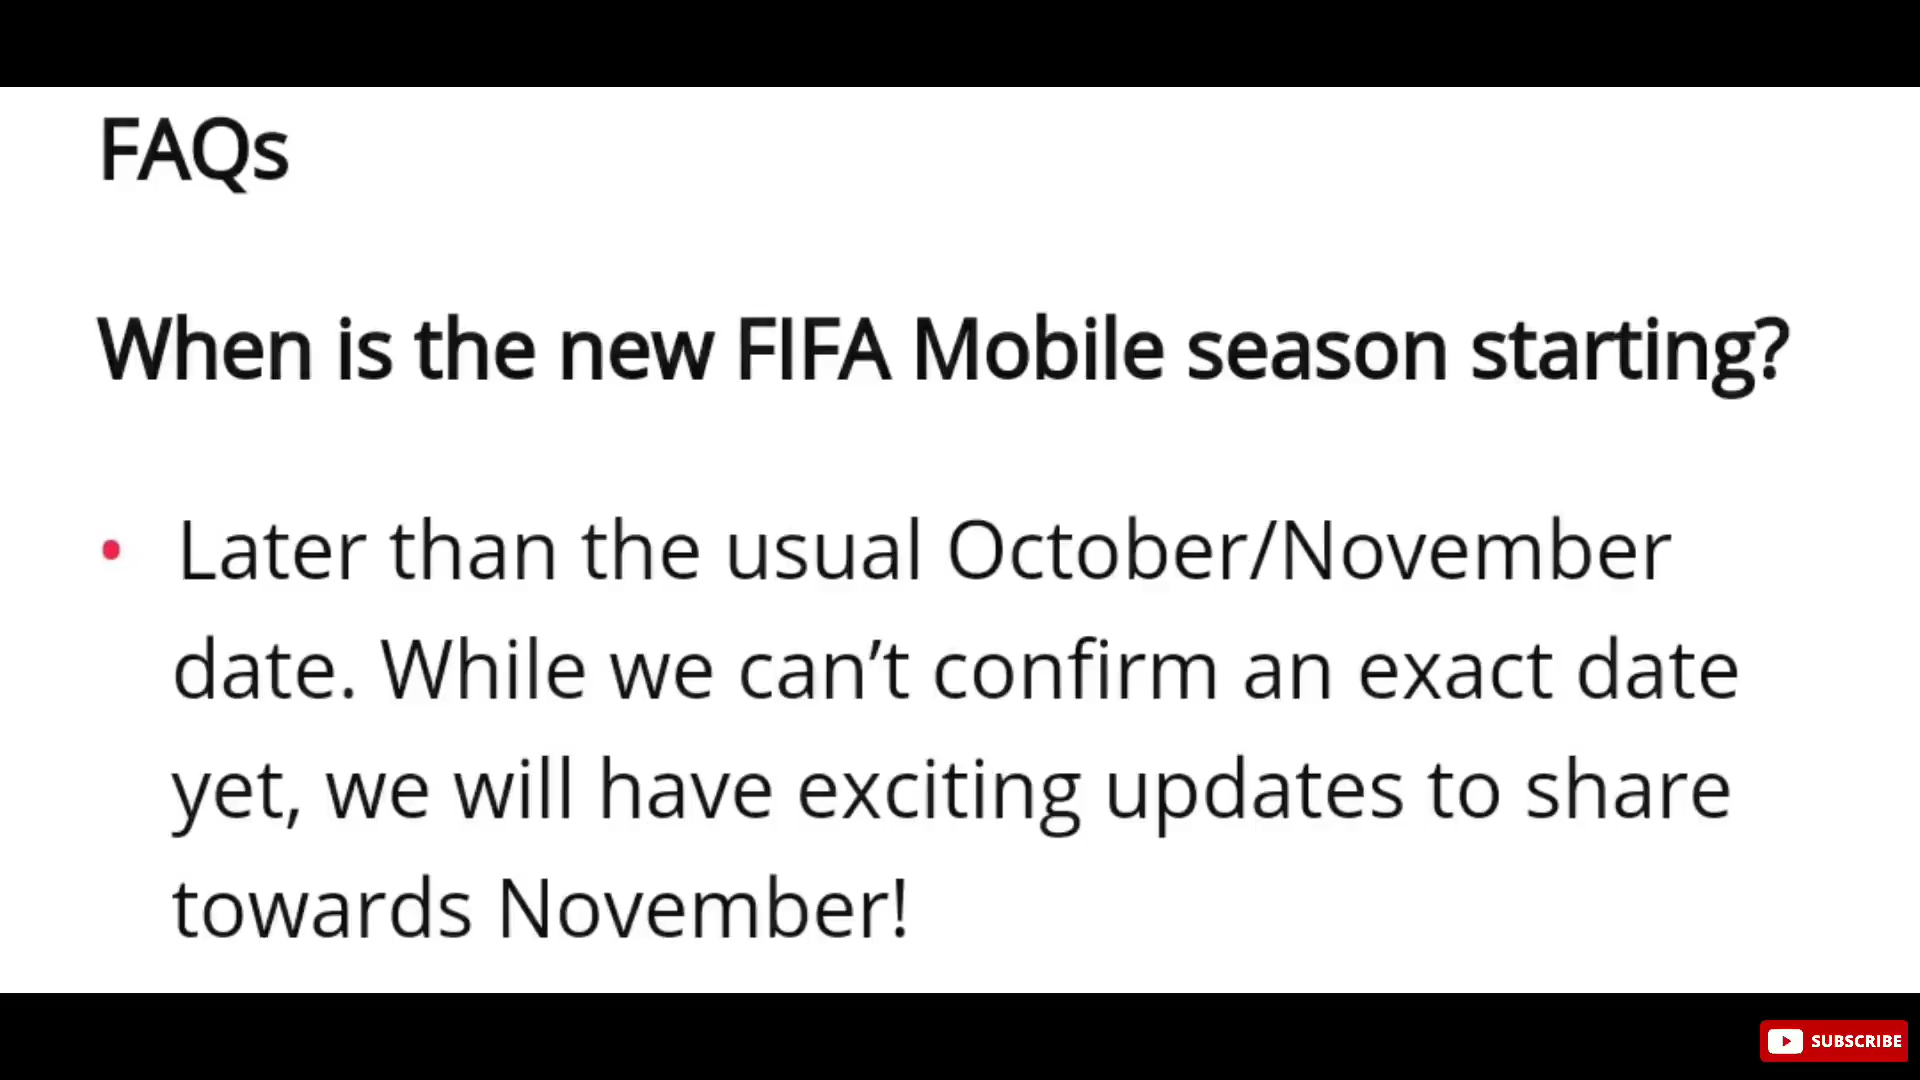 FAQs
When is the new FIFA Mobile season starting?
• Later than the usual October/November
date. While we can’t confirm an exact date
yet, we will have exciting updates to share
towards November!
SUBSCRIBE